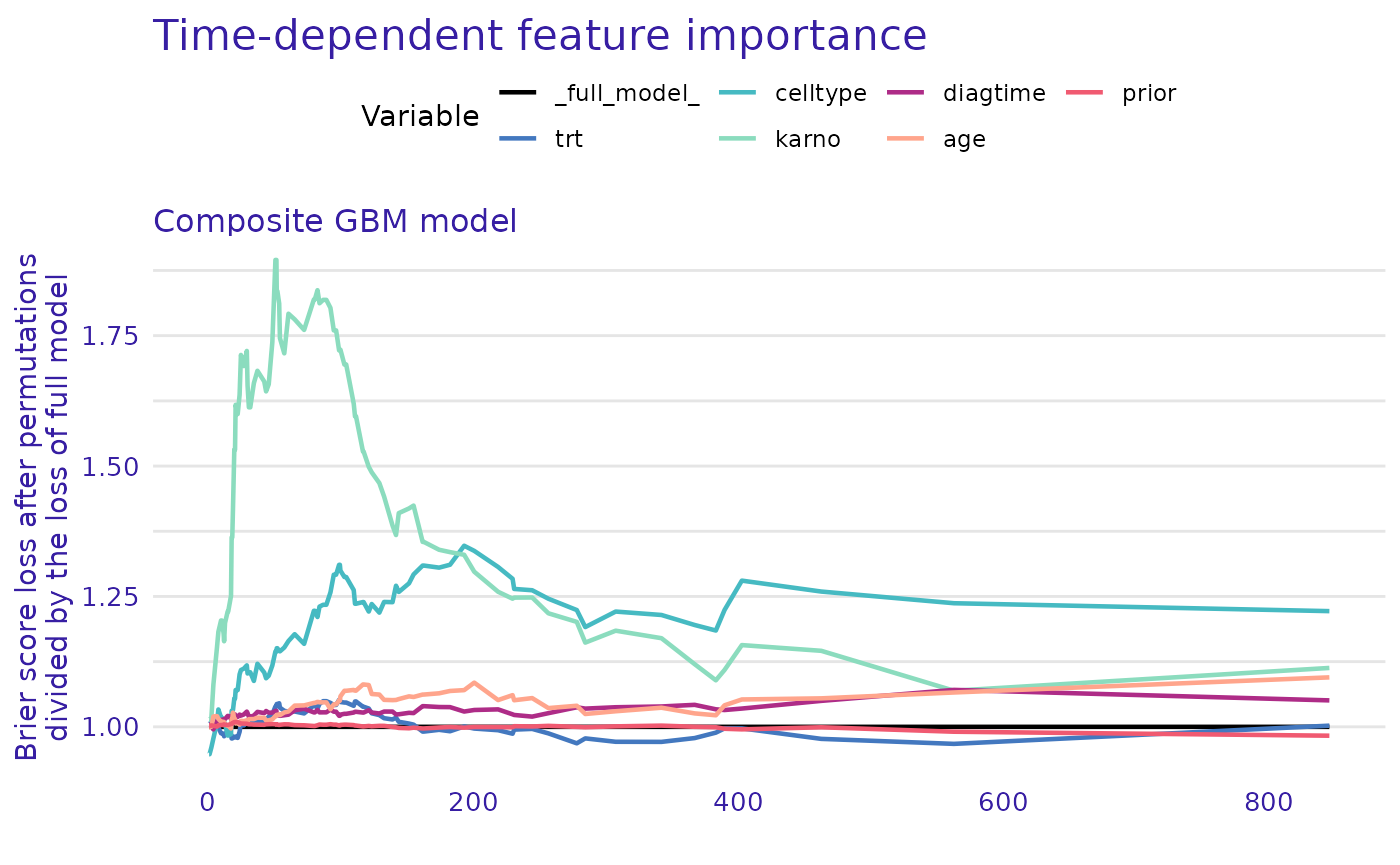 Time-dependent feature importance
Variable
_full_model_ celltype diagtime prior
trt karno age
Composite GBM model
Brier score loss after permutations
divided by the loss of full model
1.75
1.50
1.25
1.00
0 200 400 600 800